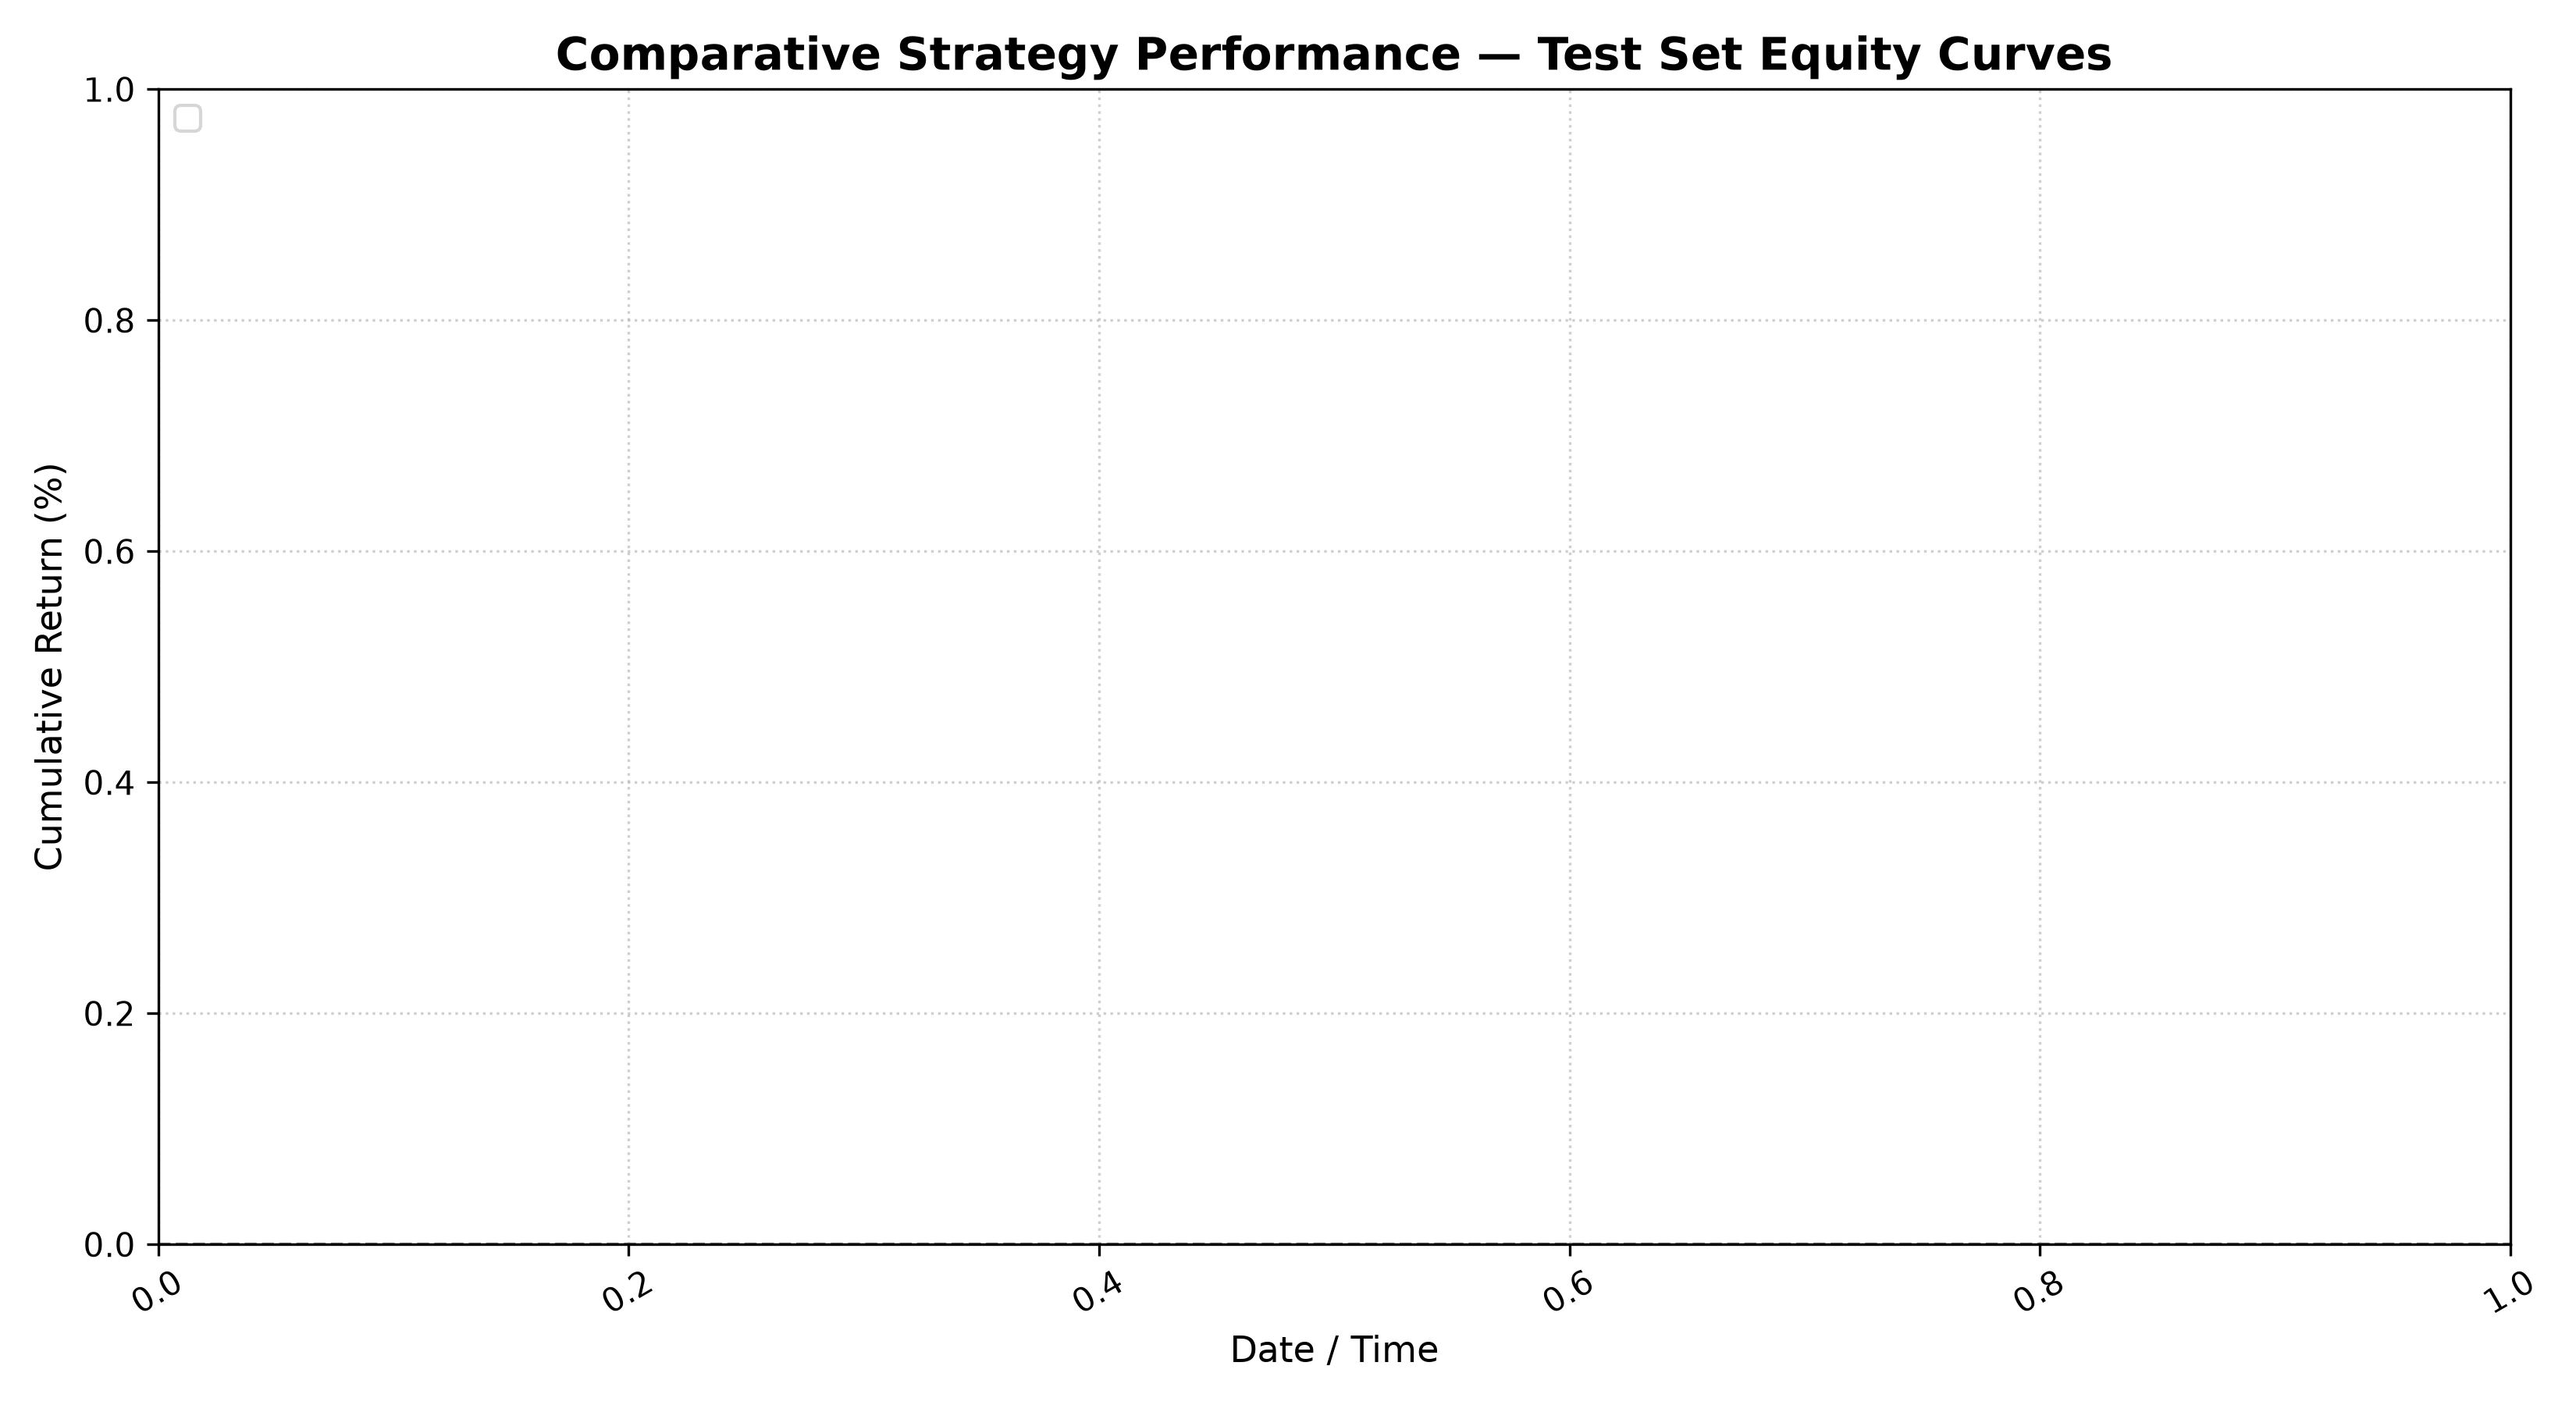 Comparative Strategy Performance — Test Set Equity Curves
1.0
0.8
0.6
0.4
0.2
0.0
Cumulative Return (%)
0.0 0.2 0.4 0.6 0.8 1.0
Date / Time